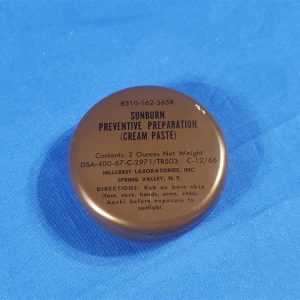 8510-162-5658
SUNBURN
PREVENTIVE PREPARATION
(CREAM PASTE)
Contents: 2 Ounces Net Weight
DSA-400-67-C-2971/TR503 C-12/66
HILLCREST LABORATORIES, INC.
SPRING VALLEY, N.Y.
DIRECTIONS: Rub on bare skin
(face, neck, hands, arms, chest,
back) before exposure to
sunlight.